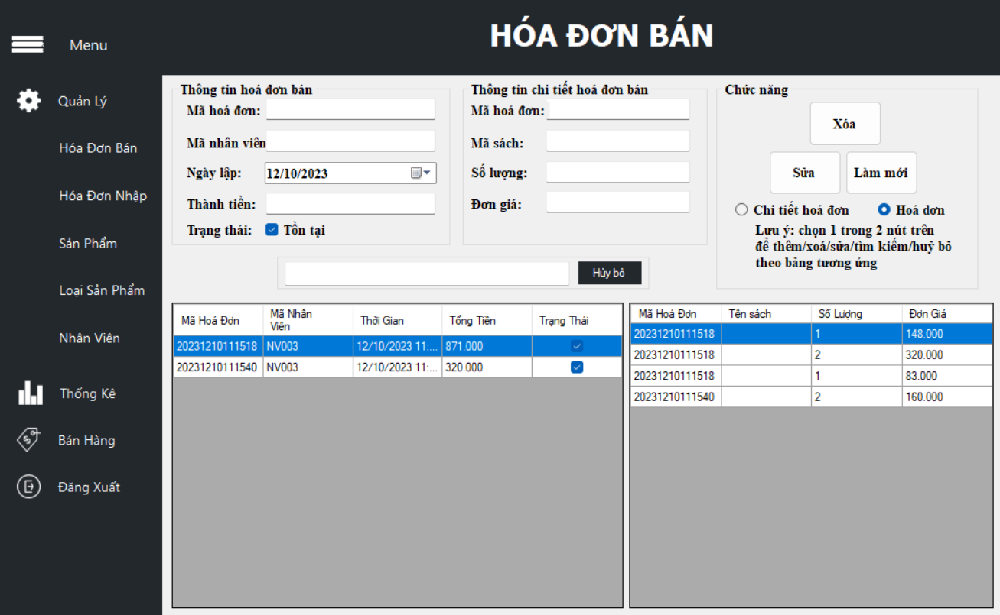 HÓA ĐƠN BÁN
Menu
Quản Lý
Hóa Đơn Bán
Hóa Đơn Nhập
Sản Phẩm
Loại Sản Phẩm
Nhân Viên
Thống Kê
Bán Hàng
Đăng Xuất
Thông tin hoá đơn bán
Mã hoá đơn:
Mã nhân viên
Ngày lập: 12/10/2023
Thành tiền:
Trạng thái: Tồn tại
Thông tin chi tiết hoá đơn bán
Mã hoá đơn:
Mã sách:
Số lượng:
Đơn giá:
Chức năng
Xóa
Sửa Làm mới
Chi tiết hoá đơn Hoá dơn
Lưu ý: chọn 1 trong 2 nút trên
để thêm/xoá/sửa/tìm kiếm/huỷ bỏ
theo bảng tương ứng
Hủy bỏ
Mã Hoá Đơn Mã Nhân Viên Thời Gian Tổng Tiền Trạng Thái
20231210111518 NV003 12/10/2023 11:... 871.000
20231210111540 NV003 12/10/2023 11:... 320.000
Mã Hoá Đơn Tên sách Số Lượng Đơn Giá
20231210111518 1 148.000
20231210111518 2 320.000
20231210111518 1 83.000
20231210111540 2 160.000